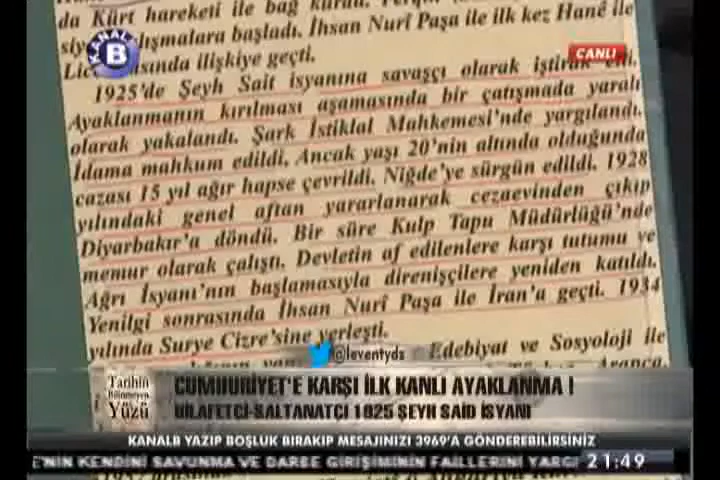 da Kürt hareketi ile bağ
İhsan Nurî Paşa ile ilk kez Hanê ile
CANLI
KANAL B
1925'de Şeyh Sait isyanına savaşçı olarak iştirak etti.
Ayaklanmanın kırılması aşamasında bir çatışmada yaralı
olarak yakalandı. Şark İstiklal Mahkemesi'nde yargılandı.
İdama mahkum edildi. Ancak yaşı 20'nin altında olduğunda
cazası 15 yıl ağır hapse çevrildi. Niğde'ye sürgün edildi. 1928
yılındaki genel aftan yararlanarak cezaevinden çıkıp
Diyarbakır'a döndü. Bir süre Kulp Tapu Müdürlüğü'nde
memur olarak çalıştı. Devletin af edilenlere karşı tutumu ve
Ağrı İsyanı'nın başlamasıyla direnişçilere yeniden katıldı.
Yenilgi sonrasında İhsan Nurî Paşa ile İran'a geçti. 1934
yılında Surye Cizre'sine yerleşti.
@leventyds
Edebiyat ve Sosyoloji ile
Tarihin Bilinmeyen Yüzü
CUMHURİYET'E KARŞI İLK KANLI AYAKLANMA !
HİLAFETÇİ-SALTANATÇI 1925 ŞEYH SAİD İSYANI
KANALB YAZIP BOŞLUK BIRAKIP MESAJINIZI 3969'A GÖNDEREBİLİRSİNİZ
E'NIN KENDİNİ SAVUNMA VE DARBE GİRİŞİMİNİN FAİLLERİNİ YARGI
21:49